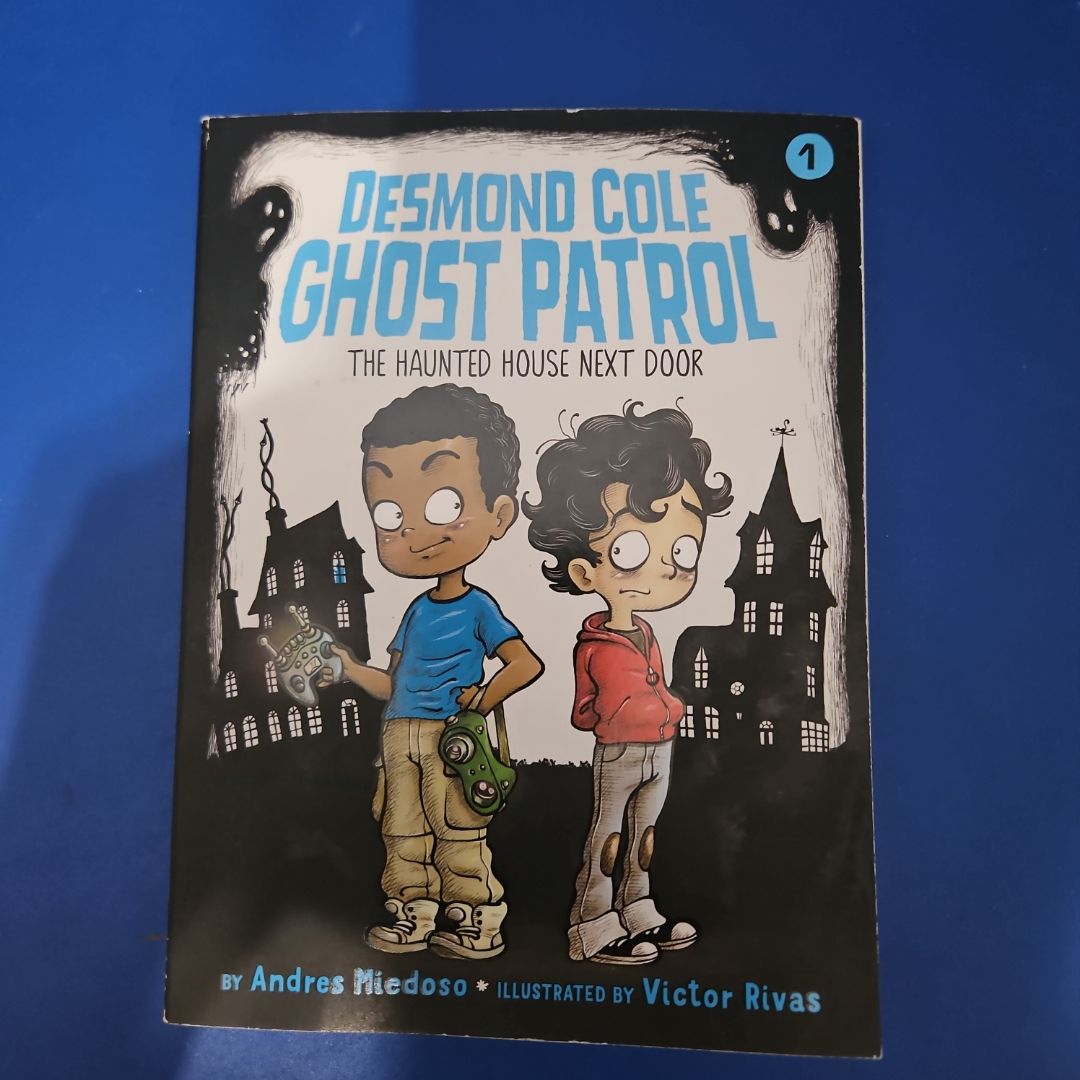 1
DESMOND COLE
GHOST PATROL
THE HAUNTED HOUSE NEXT DOOR
BY Andres Miedoso * ILLUSTRATED BY Victor Rivas